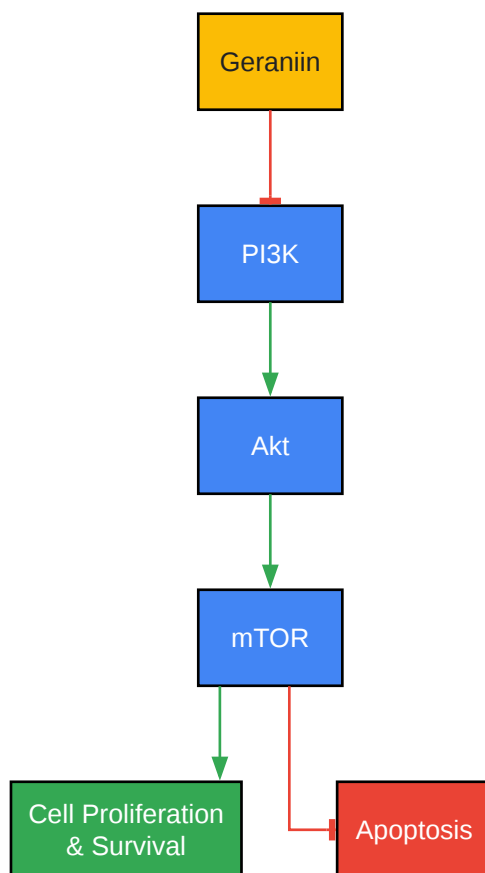 Geraniin
PI3K
Akt
mTOR
Cell Proliferation
& Survival
Apoptosis